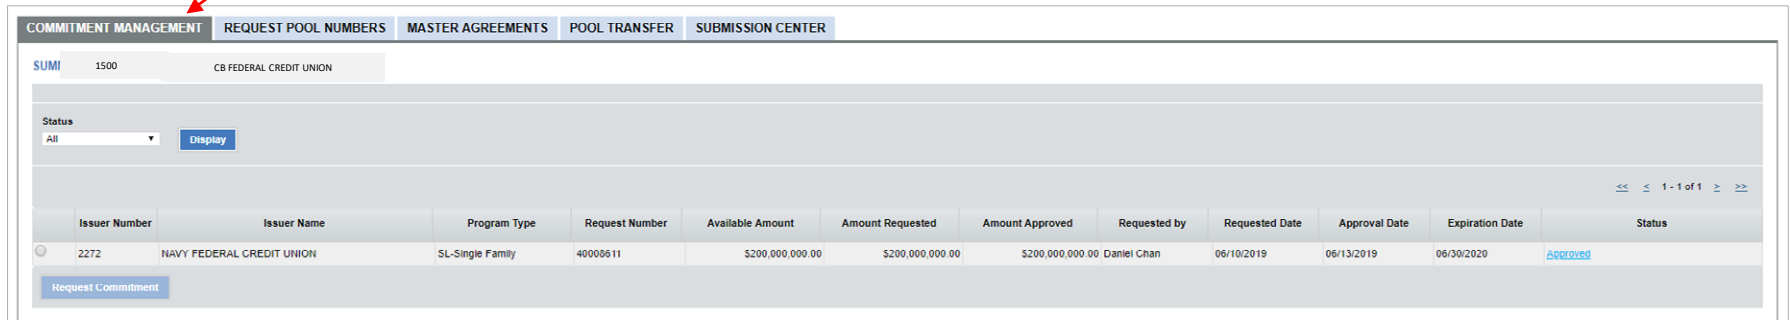 COMMITMENT MANAGEMENT REQUEST POOL NUMBERS MASTER AGREEMENTS POOL TRANSFER SUBMISSION CENTER
1500 CB FEDERAL CREDIT UNION
Status
All Display
<< < 1 - 1 of 1 > >>
Issuer Number Issuer Name Program Type Request Number Available Amount Amount Requested Amount Approved Requested by Requested Date Approval Date Expiration Date Status
2272 NAVY FEDERAL CREDIT UNION SL-Single Family 40008611 $200,000,000.00 $200,000,000.00 $200,000,000.00 Daniel Chan 06/10/2019 06/13/2019 06/30/2020 Approved
Request Commitment